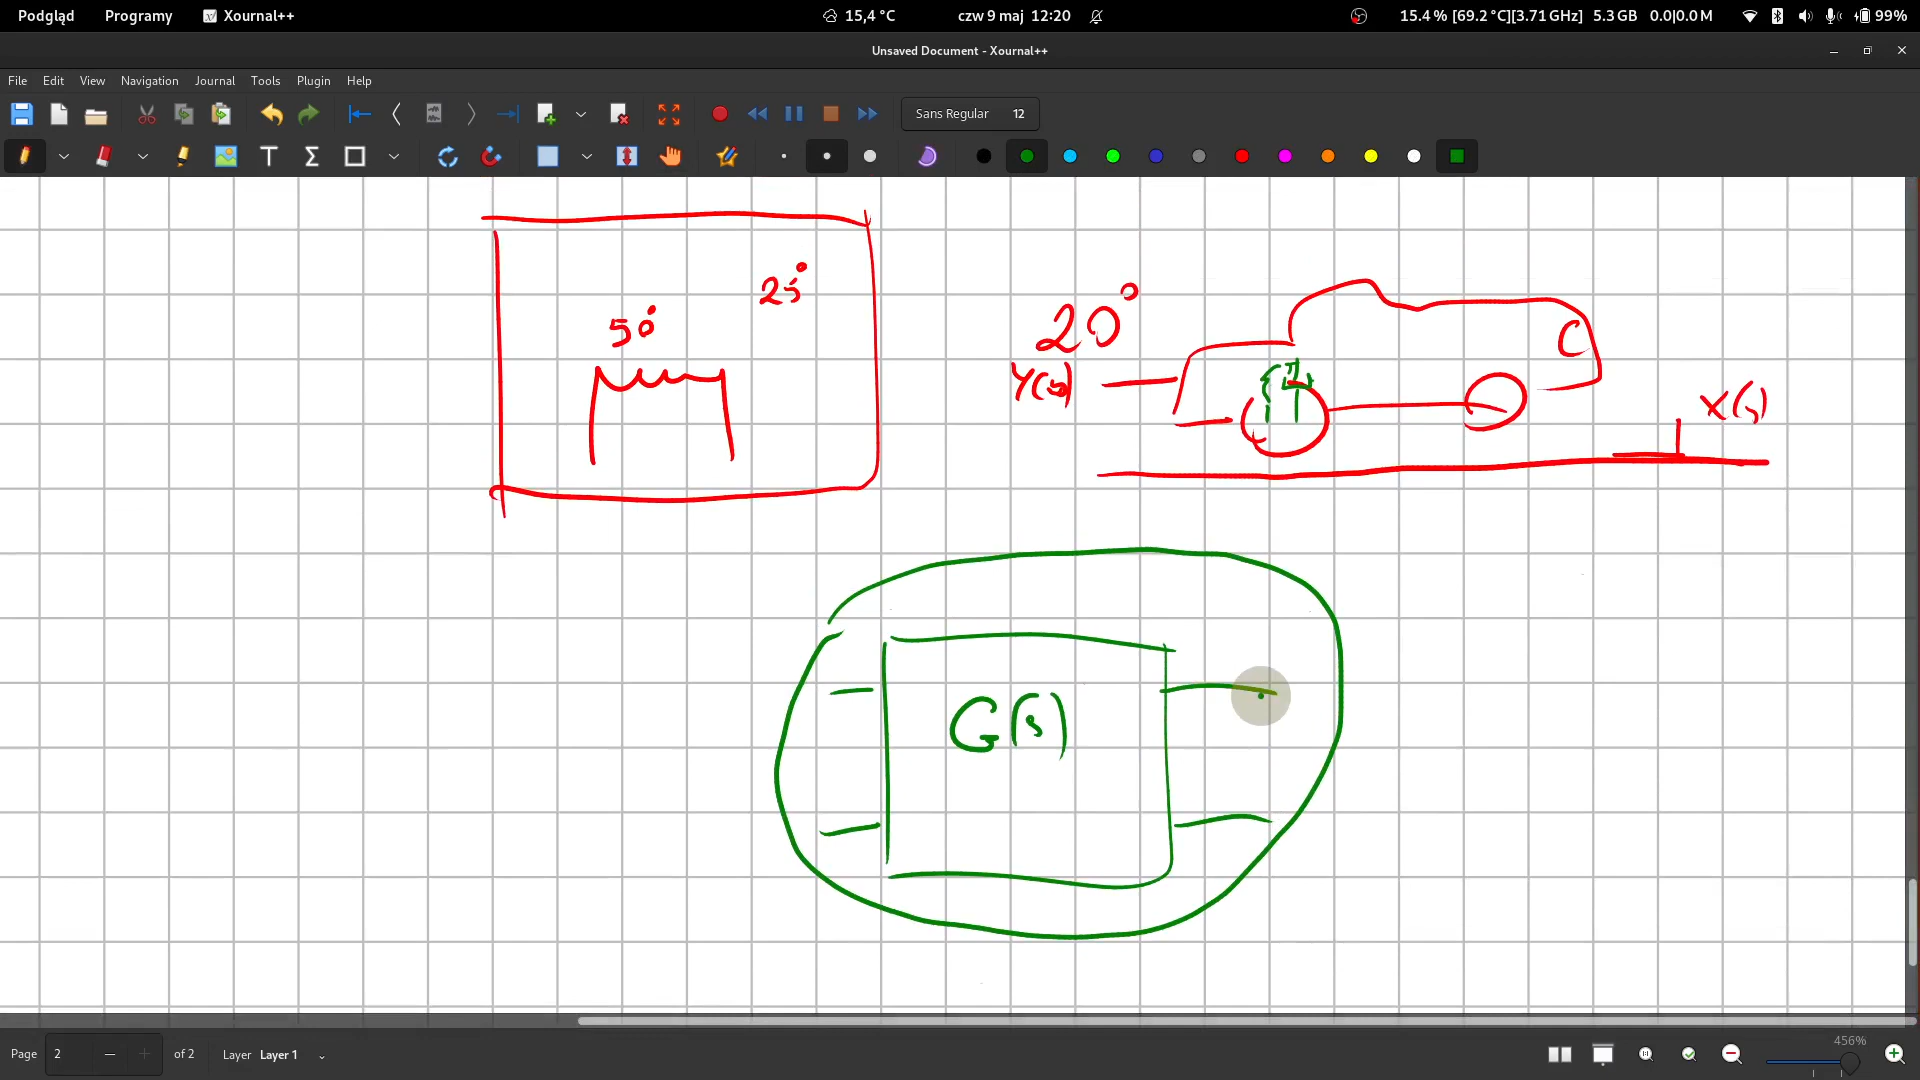 Podgląd Programy Xournal++ 15,4 °C czw 9 maj 12:20 15.4 % [69.2 °C][3.71 GHz] 5.3 GB 0.0|0.0 M 99%
Unsaved Document - Xournal++
File Edit View Navigation Journal Tools Plugin Help
Sans Regular 12
25°
50°
20°
C
Y(s)
X(s)
G(s)
456%
Page 2 of 2 Layer Layer 1